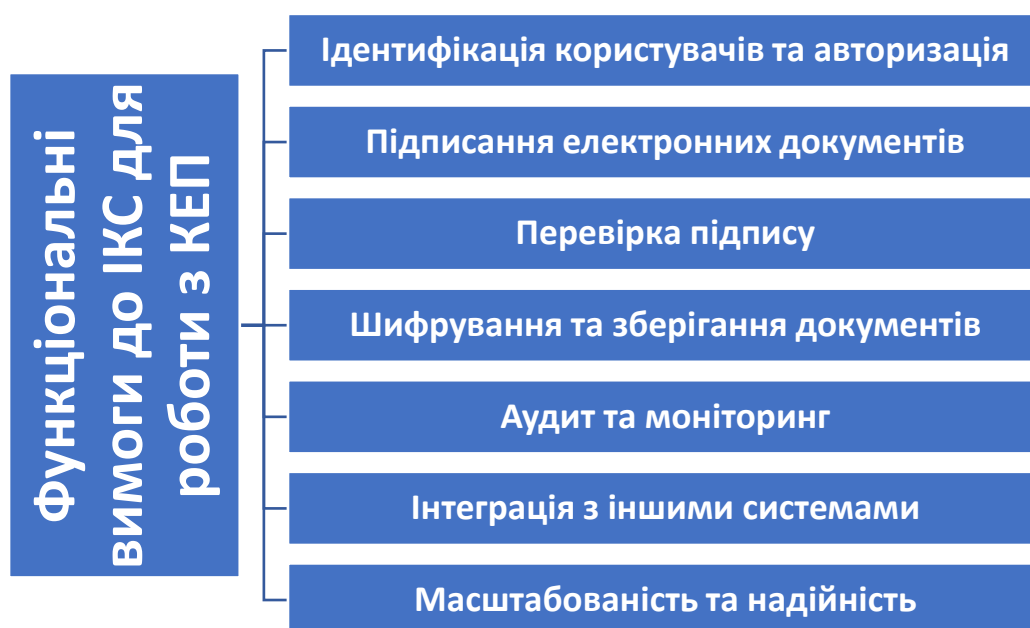 Функціональні
вимоги до ІКС для
роботи з КЕП
Ідентифікація користувачів та авторизація
Підписання електронних документів
Перевірка підпису
Шифрування та зберігання документів
Аудит та моніторинг
Інтеграція з іншими системами
Масштабованість та надійність